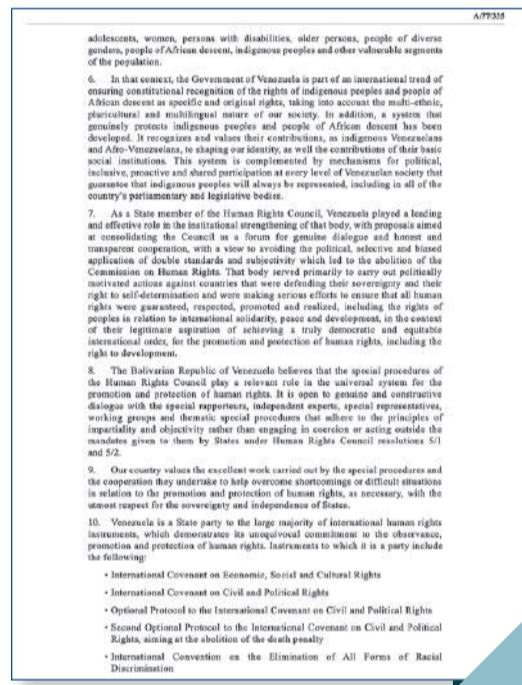 A/77/335
adolescents, women, persons with disabilities, older persons, people of diverse
genders, people of African descent, indigenous peoples and other vulnerable segments
of the population.
6. In that context, the Government of Venezuela is part of an international trend of
ensuring constitutional recognition of the rights of indigenous peoples and people of
African descent as specific and original rights, taking into account the multi-ethnic,
pluricultural and multilingual nature of our society. In addition, a system that
genuinely protects indigenous peoples and people of African descent has been
developed. It recognizes and values their contributions, as indigenous Venezuelans
and Afro-Venezuelans, to shaping our identity, as well the contributions of their basic
social institutions. This system is complemented by mechanisms for political,
inclusive, proactive and shared participation at every level of Venezuelan society that
guarantee that indigenous peoples will always be represented, including in all of the
country's parliamentary and legislative bodies.
7. As a State member of the Human Rights Council, Venezuela played a leading
and effective role in the institutional strengthening of that body, with proposals aimed
at consolidating the Council as a forum for genuine dialogue and honest and
transparent cooperation, with a view to avoiding the political, selective and biased
application of double standards and subjectivity which led to the abolition of the
Commission on Human Rights. That body served primarily to carry out politically
motivated actions against countries that were defending their sovereignty and their
right to self-determination and were making serious efforts to ensure that all human
rights were guaranteed, respected, promoted and realized, including the rights of
peoples in relation to international solidarity, peace and development, in the context
of their legitimate aspiration of achieving a truly democratic and equitable
international order, for the promotion and protection of human rights, including the
right to development.
8. The Bolivarian Republic of Venezuela believes that the special procedures of
the Human Rights Council play a relevant role in the universal system for the
promotion and protection of human rights. It is open to genuine and constructive
dialogue with the special rapporteurs, independent experts, special representatives,
working groups and thematic special procedures that adhere to the principles of
impartiality and objectivity rather than engaging in coercion or acting outside the
mandates given to them by States under Human Rights Council resolutions 5/1
and 5/2.
9. Our country values the excellent work carried out by the special procedures and
the cooperation they undertake to help overcome shortcomings or difficult situations
in relation to the promotion and protection of human rights, as necessary, with the
utmost respect for the sovereignty and independence of States.
10. Venezuela is a State party to the large majority of international human rights
instruments, which demonstrates its unequivocal commitment to the observance,
promotion and protection of human rights. Instruments to which it is a party include
the following:
• International Covenant on Economic, Social and Cultural Rights
• International Covenant on Civil and Political Rights
• Optional Protocol to the International Covenant on Civil and Political Rights
• Second Optional Protocol to the International Covenant on Civil and Political
Rights, aiming at the abolition of the death penalty
• International Convention on the Elimination of All Forms of Racial
Discrimination